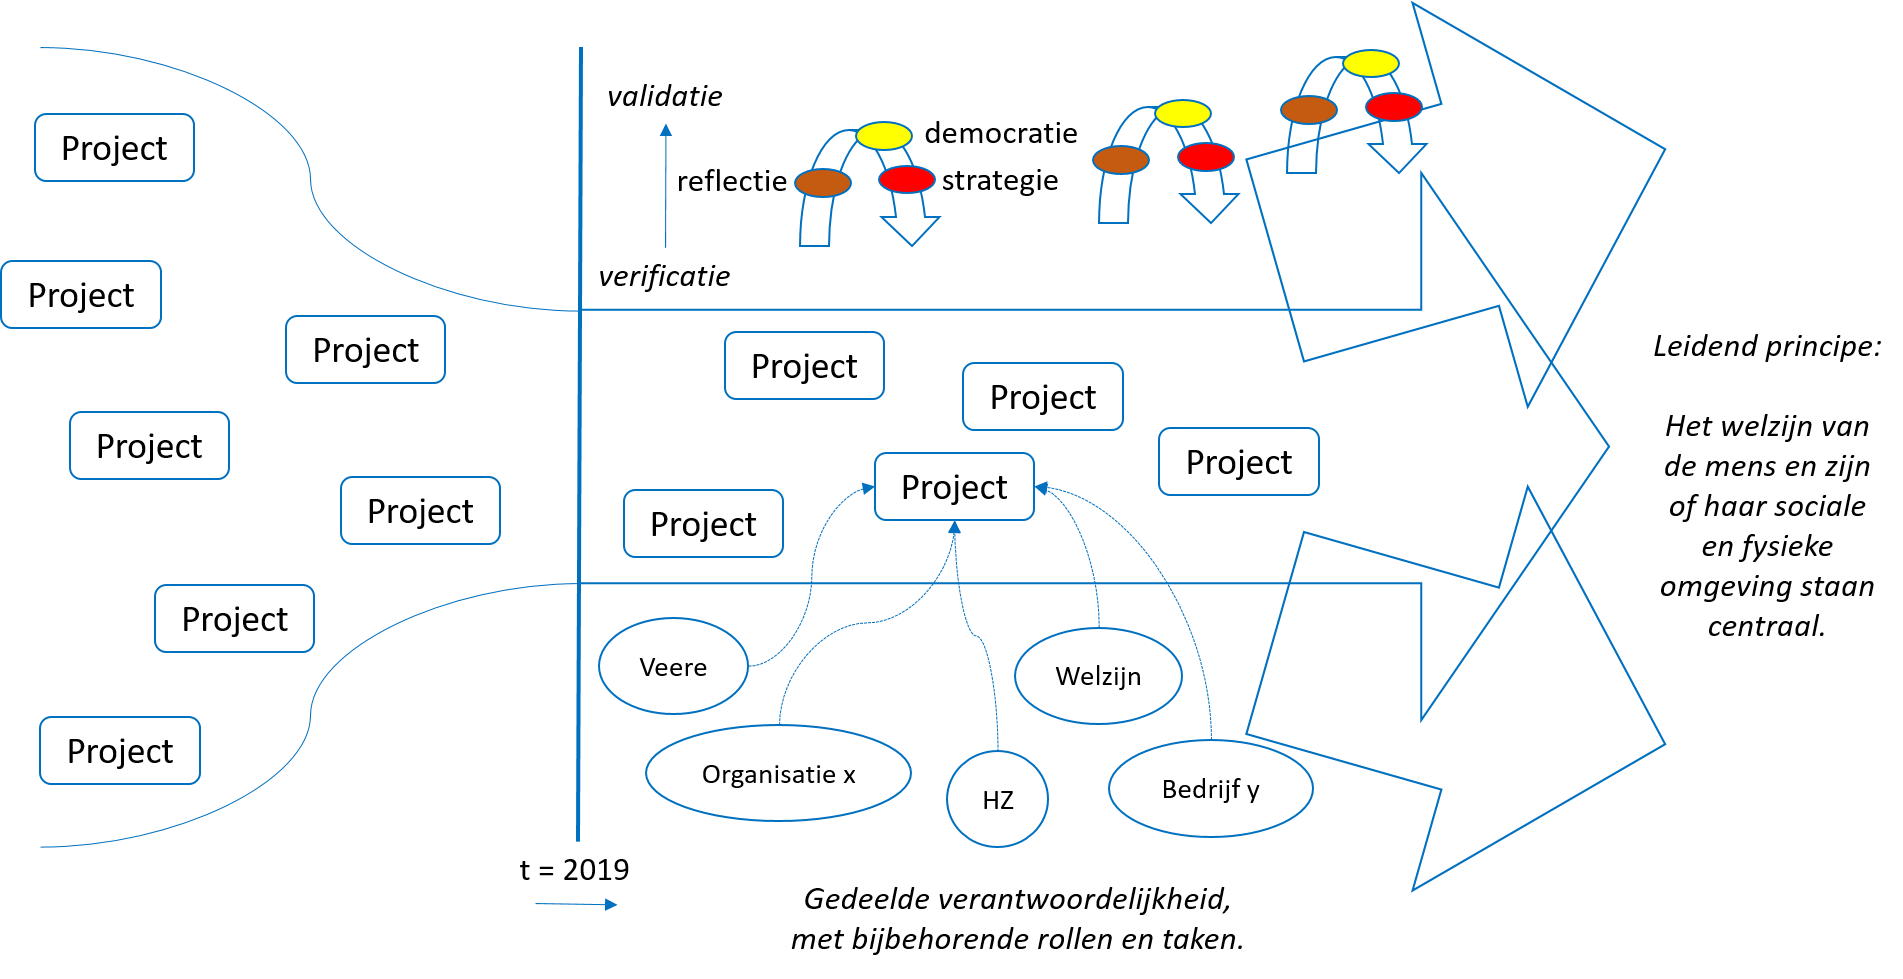 Project
Project
Project
Project
Project
Project
Project
validatie
reflectie
democratie
strategie
verificatie
Project
Project
Project
Project
Project
Veere
Organisatie x
HZ
Welzijn
Bedrijf y
t = 2019
Gedeelde verantwoordelijkheid,
met bijbehorende rollen en taken.
Leidend principe:
Het welzijn van
de mens en zijn
of haar sociale
en fysieke
omgeving staan
centraal.